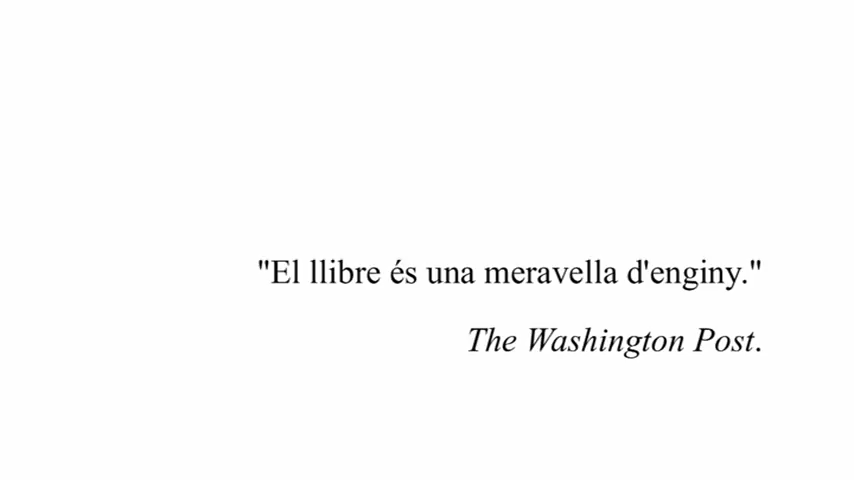 "El llibre és una meravella d'enginy."
The Washington Post.